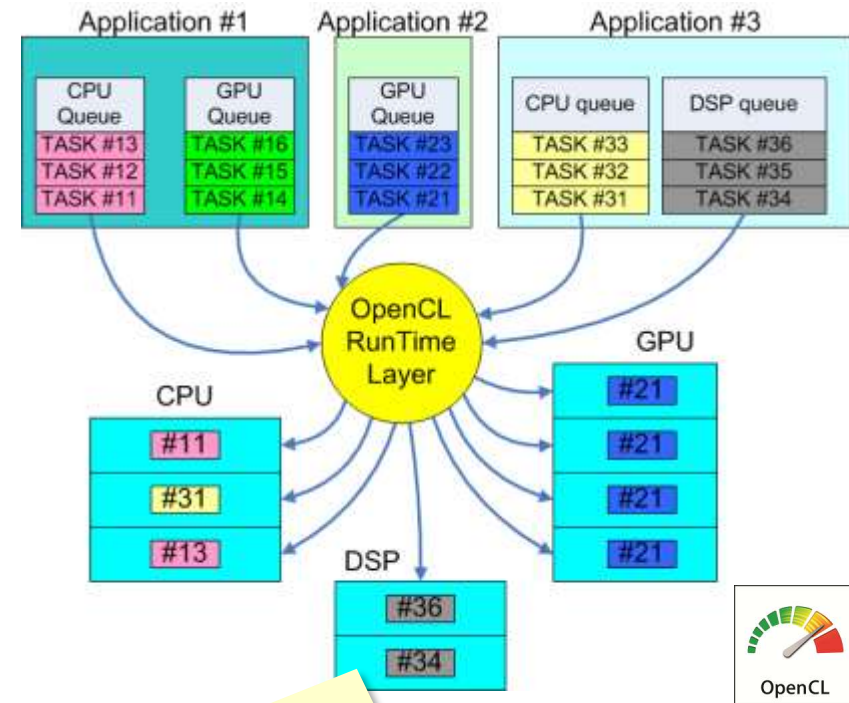 Application #1
Application #2
Application #3
CPU
Queue
TASK #13
TASK #12
TASK #11
GPU
Queue
TASK #16
TASK #15
TASK #14
GPU
Queue
TASK #23
TASK #22
TASK #21
CPU queue
TASK #33
TASK #32
TASK #31
DSP queue
TASK #36
TASK #35
TASK #34
OpenCL
RunTime
Layer
CPU
#11
#31
#13
DSP
#36
#34
GPU
#21
#21
#21
#21
OpenCL